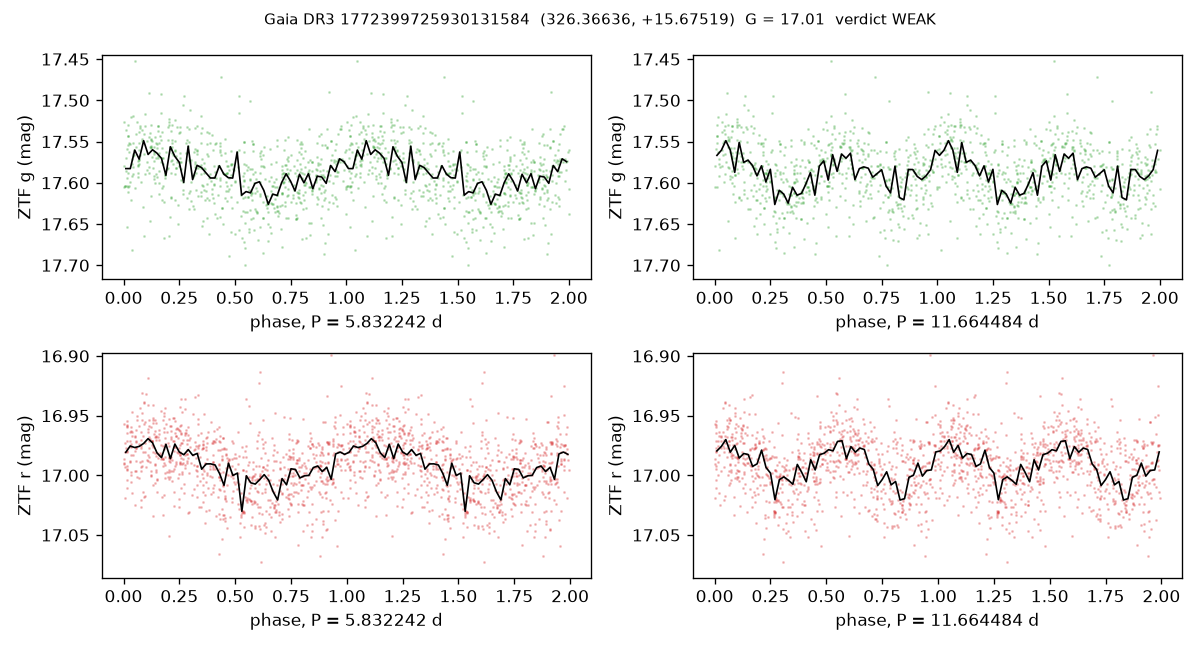 Gaia DR3 1772399725930131584  (326.36636, +15.67519)  G = 17.01  verdict WEAK
17.45
17.50
17.55
17.60
17.65
17.70
ZTF g (mag)
0.00 0.25 0.50 0.75 1.00 1.25 1.50 1.75 2.00
phase, P = 5.832242 d
17.45
17.50
17.55
17.60
17.65
17.70
ZTF g (mag)
0.00 0.25 0.50 0.75 1.00 1.25 1.50 1.75 2.00
phase, P = 11.664484 d
16.90
16.95
17.00
17.05
ZTF r (mag)
0.00 0.25 0.50 0.75 1.00 1.25 1.50 1.75 2.00
phase, P = 5.832242 d
16.90
16.95
17.00
17.05
ZTF r (mag)
0.00 0.25 0.50 0.75 1.00 1.25 1.50 1.75 2.00
phase, P = 11.664484 d